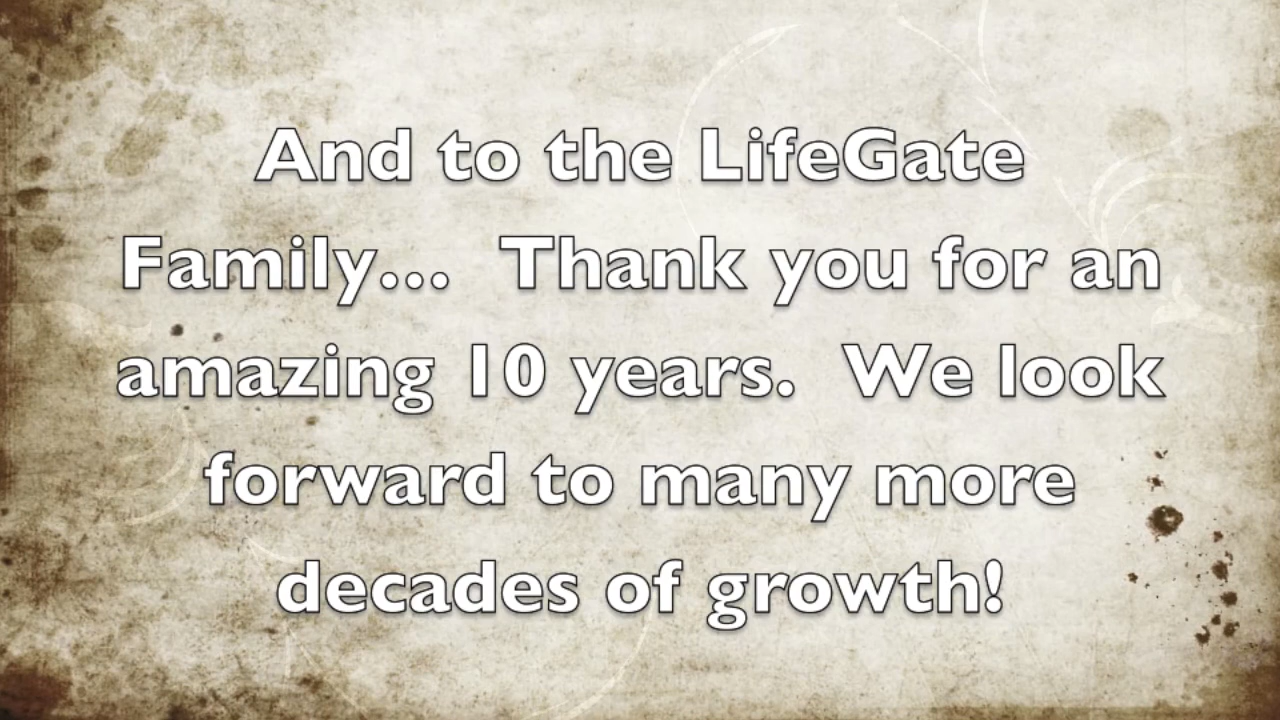 And to the LifeGate
Family...  Thank you for an
amazing 10 years.  We look
forward to many more
decades of growth!